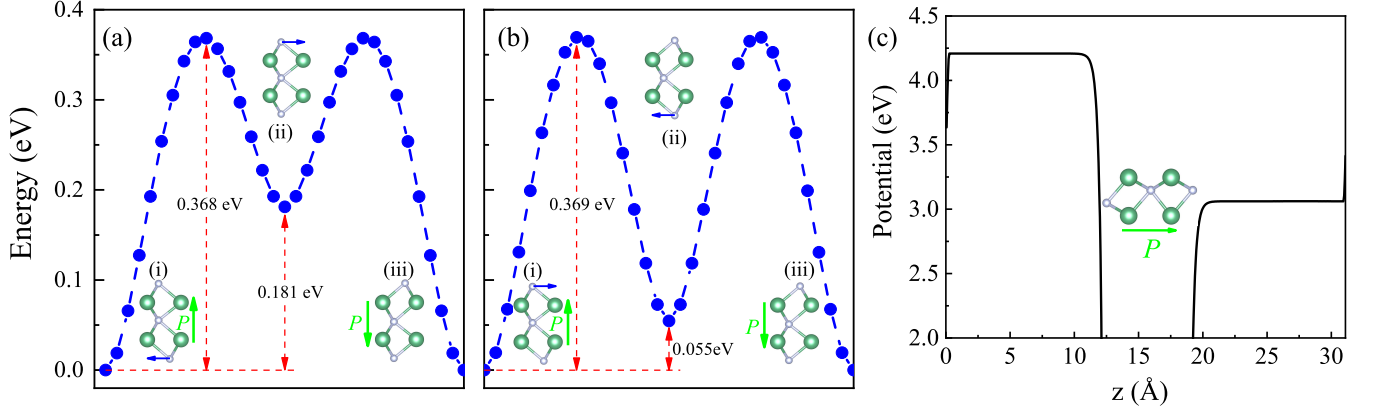 (a)
Energy (eV)
0.4
0.3
0.2
0.1
0.0
(ii)
0.368 eV
0.181 eV
(i)
P
(iii)
P
(b)
(ii)
0.369 eV
0.055eV
(i)
P
(iii)
P
(c)
Potential (eV)
4.5
4.0
3.5
3.0
2.5
2.0
P
0 5 10 15 20 25 30
z (Å)